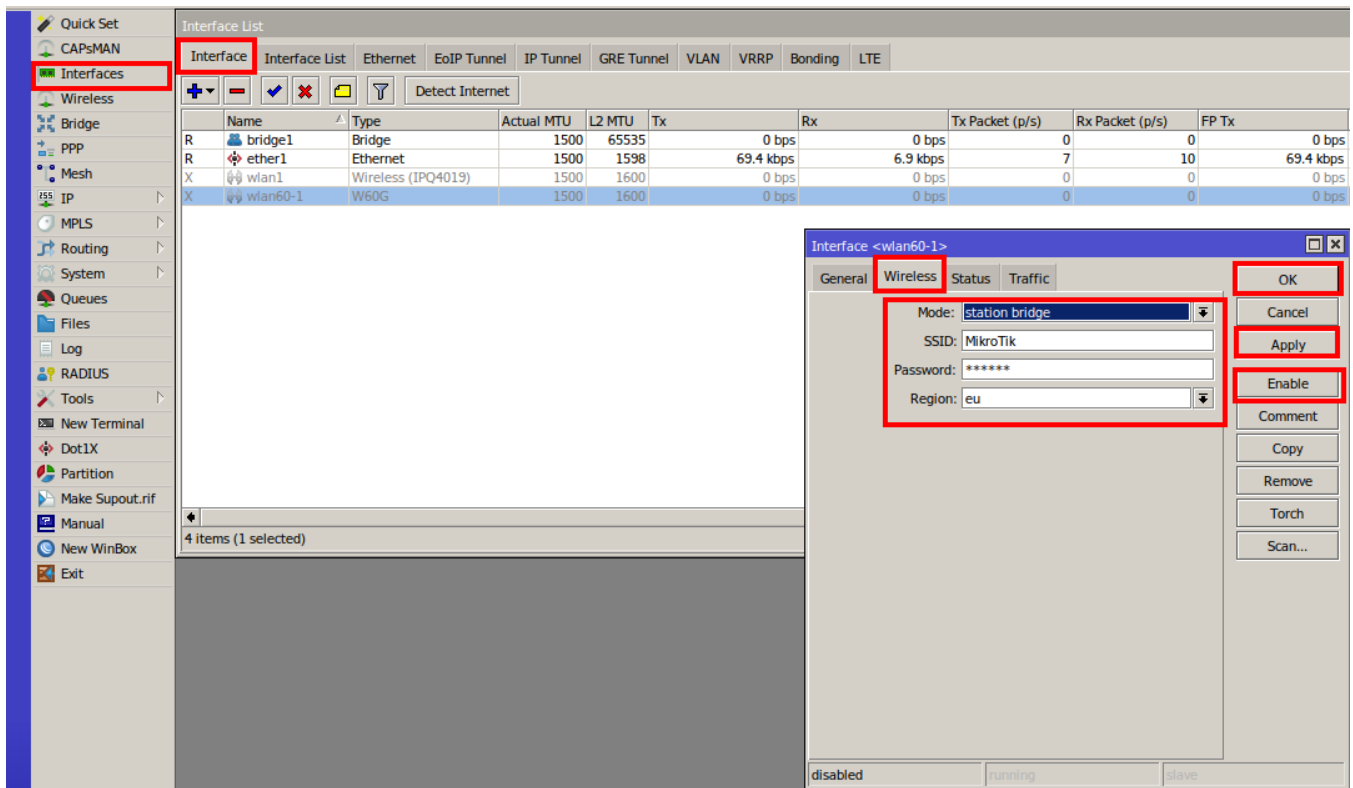 Quick Set
CAPsMAN
Interfaces
Wireless
Bridge
PPP
Mesh
255 IP
MPLS
Routing
System
Queues
Files
Log
RADIUS
Tools
New Terminal
Dot1X
Partition
Make Supout.rif
Manual
New WinBox
Exit
Interface List
Interface Interface List Ethernet EoIP Tunnel IP Tunnel GRE Tunnel VLAN VRRP Bonding LTE
Detect Internet
Name Type Actual MTU L2 MTU Tx Rx Tx Packet (p/s) Rx Packet (p/s) FP Tx
R bridge1 Bridge 1500 65535 0 bps 0 bps 0 0 0 bps
R ether1 Ethernet 1500 1598 69.4 kbps 6.9 kbps 7 10 69.4 kbps
X wlan1 Wireless (IPQ4019) 1500 1600 0 bps 0 bps 0 0 0 bps
X wlan60-1 W60G 1500 1600 0 bps 0 bps 0 0 0 bps
4 items (1 selected)
Interface <wlan60-1>
General Wireless Status Traffic
Mode: station bridge
SSID: MikroTik
Password: ******
Region: eu
OK
Cancel
Apply
Enable
Comment
Copy
Remove
Torch
Scan...
disabled running slave